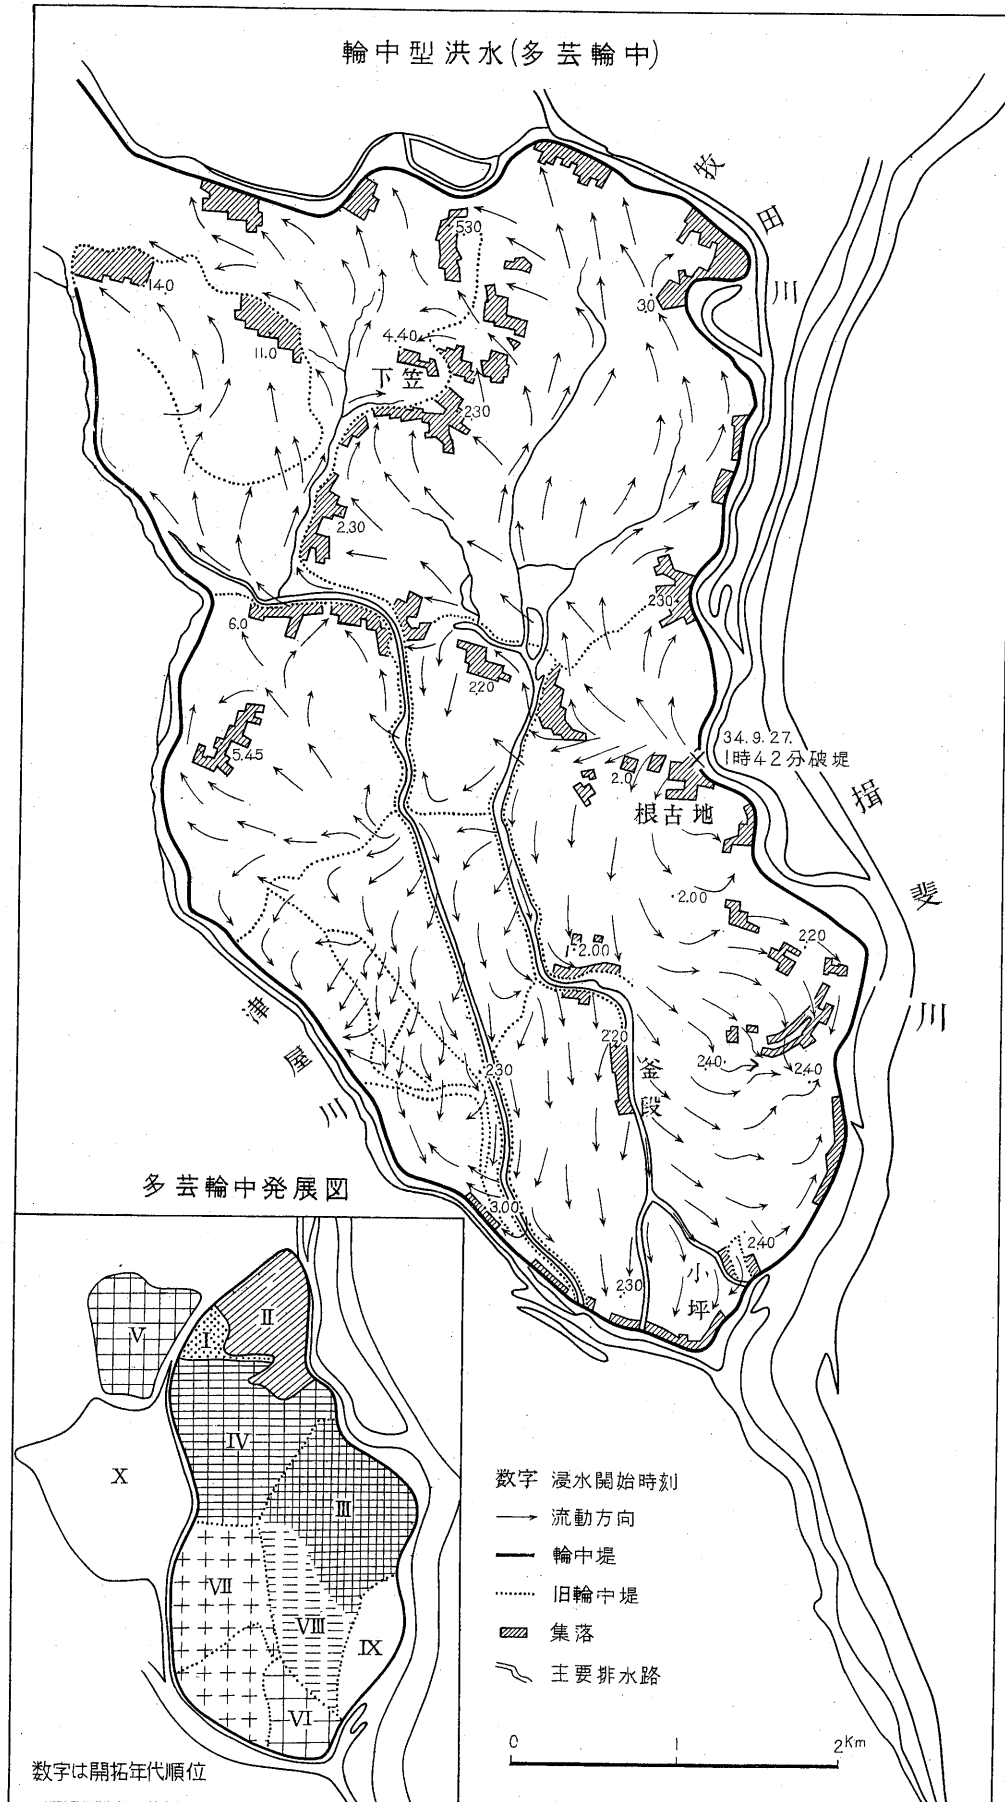 輪中型洪水(多芸輪中)
牧田川
530
140
30
11.0
4.40
下笠
230
2.30
230
6.0
220
34.9.27.
1時42分破堤
5.45
2.0
根古地
揖斐川
2.00
220
2.00
220
釜段
240
240
230
津屋川
3.00
240
小坪
230
多芸輪中発展図
II
V
I
IV
X
III
VII
VIII
IX
VI
数字は開拓年代順位
数字 浸水開始時刻
流動方向
輪中堤
旧輪中堤
集落
主要排水路
0 1 2Km